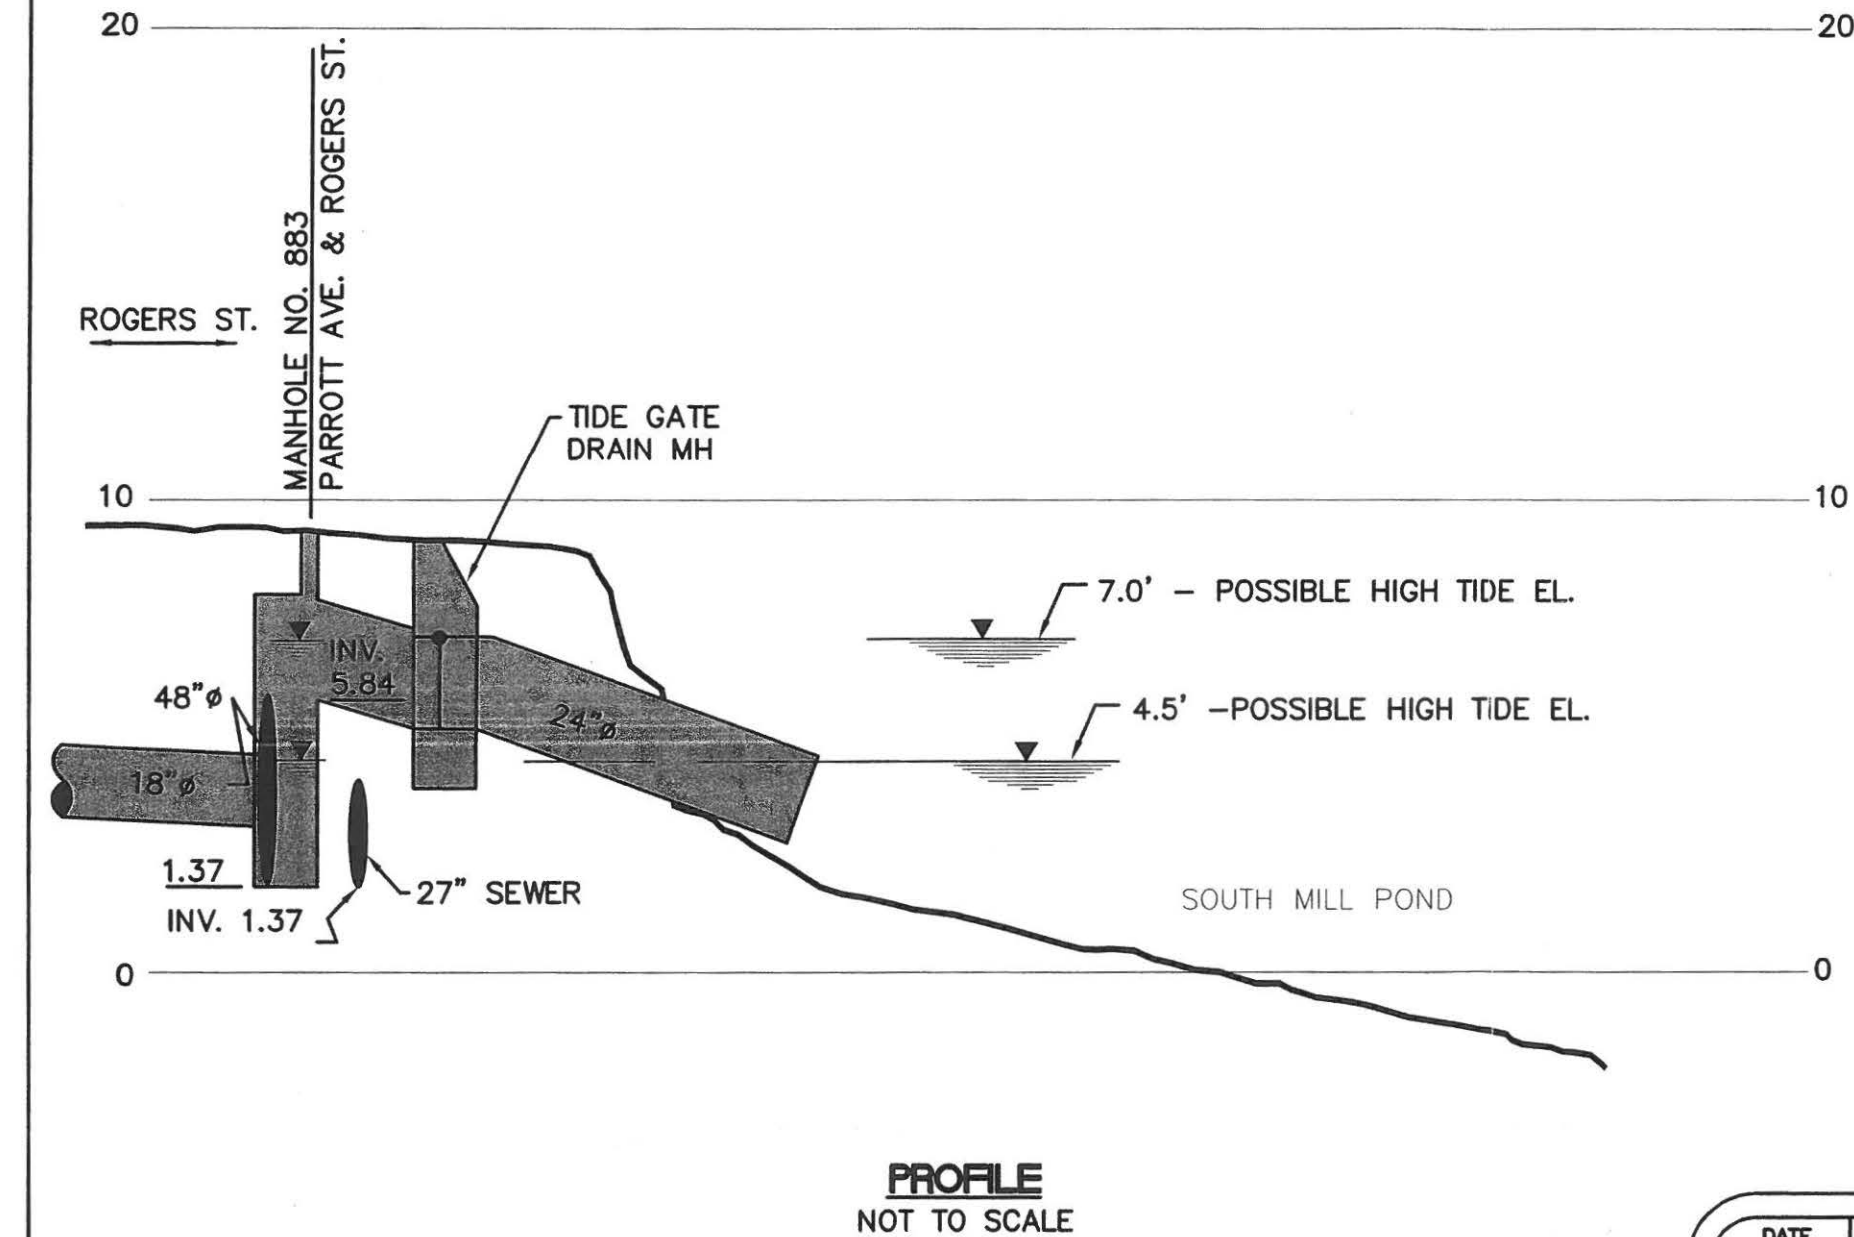 20
20
MANHOLE NO. 883
PARROTT AVE. & ROGERS ST.
ROGERS ST.
TIDE GATE
DRAIN MH
10
10
7.0' – POSSIBLE HIGH TIDE EL.
INV.
5.84
48"ø
24"ø
4.5' –POSSIBLE HIGH TIDE EL.
18"ø
1.37
INV. 1.37
27" SEWER
SOUTH MILL POND
0
0
PROFILE
NOT TO SCALE
DATE